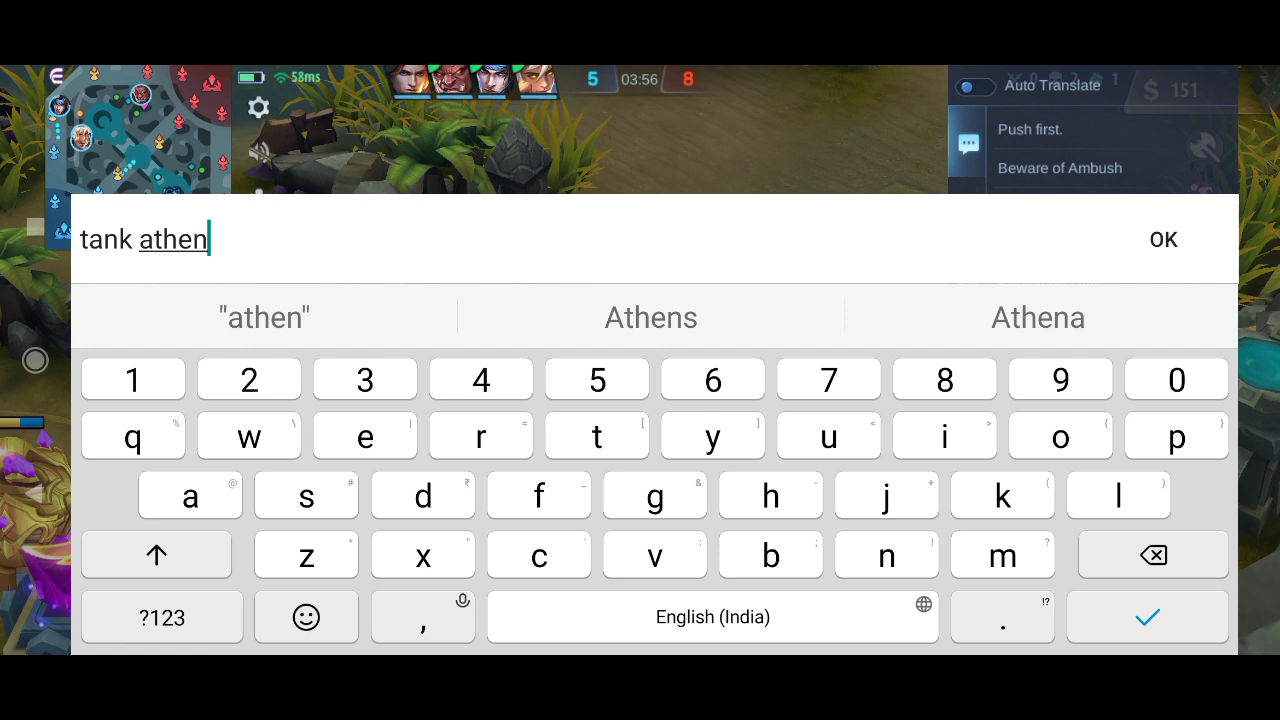 58ms
5 03:56 8
Auto Translate
1
$ 151
Push first.
Beware of Ambush
tank athen
OK
"athen" Athens Athena
1 2 3 4 5 6 7 8 9 0
q % w \ e | r = t [ y ] u < i > o { p }
a @ s # d ₹ f _ g & h - j + k ( l )
z * x " c ' v : b ; n ! m ?
?123 , English (India) . !?